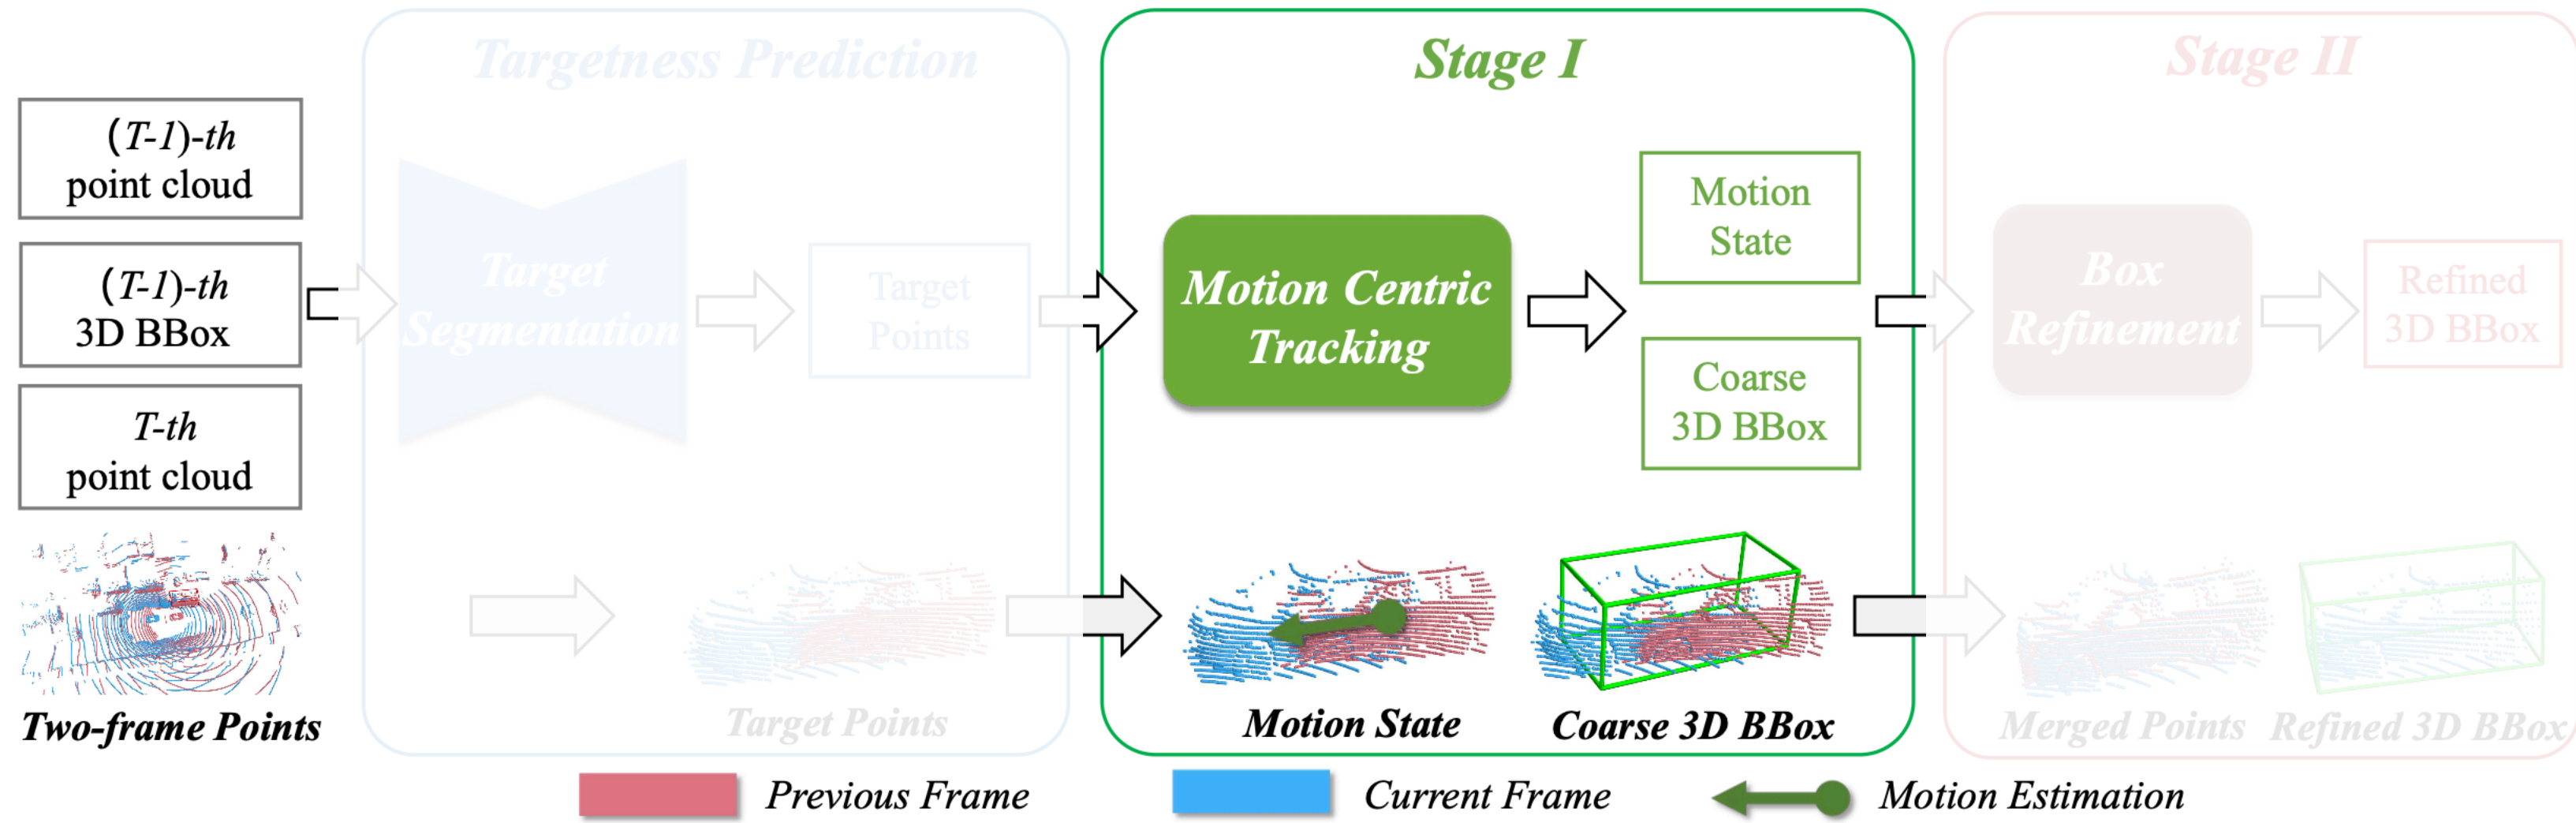 Targetness Prediction
Stage I
Stage II
(T-1)-th
point cloud
(T-1)-th
3D BBox
T-th
point cloud
Target
Segmentation
Target
Points
Motion Centric
Tracking
Motion
State
Coarse
3D BBox
Box
Refinement
Refined
3D BBox
Two-frame Points
Target Points
Motion State
Coarse 3D BBox
Merged Points
Refined 3D BBox
Previous Frame
Current Frame
Motion Estimation